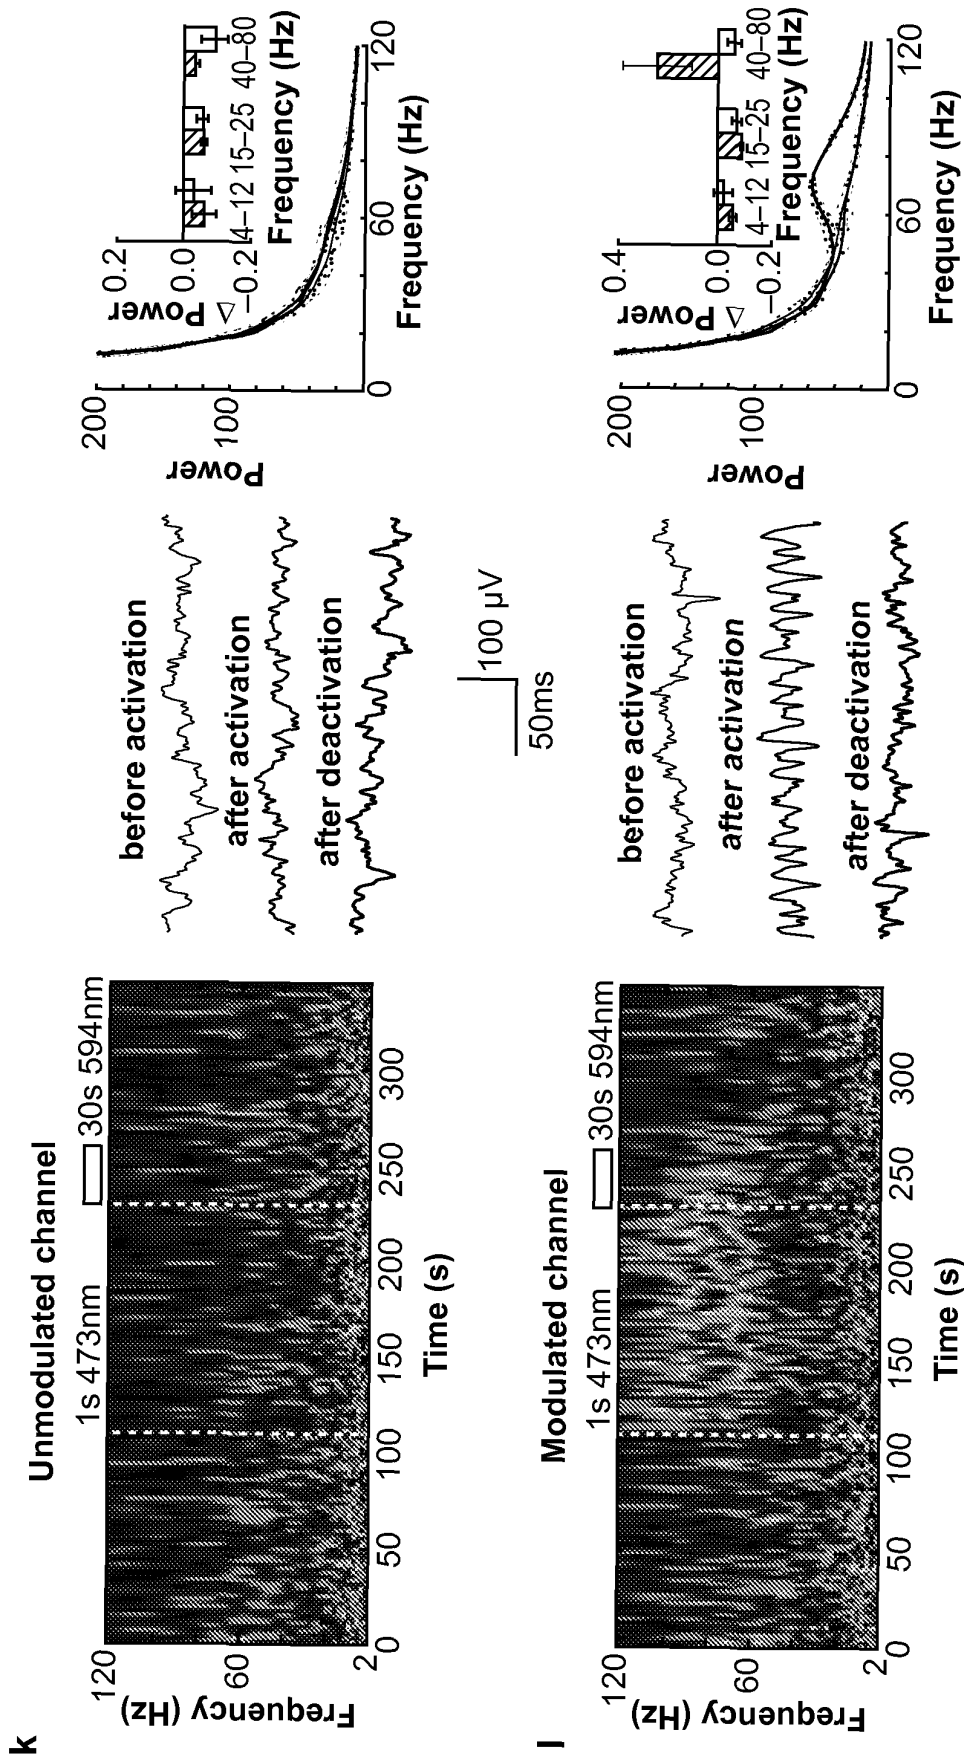 k
Unmodulated channel
1s 473nm
30s 594nm
120
60
2
Frequency
(Hz)
0
50
100
150
200
250
300
Time (s)
before activation
after activation
after deactivation
100 μV
50ms
200
100
Power
0
60
120
Frequency (Hz)
0.2
0.0
−0.2
Δ
Power
4–12
15–25
40–80
Frequency (Hz)
l
Modulated channel
1s 473nm
30s 594nm
120
60
2
Frequency
(Hz)
0
50
100
150
200
250
300
Time (s)
before activation
after activation
after deactivation
200
100
Power
0
60
120
Frequency (Hz)
0.4
0.0
−0.2
Δ
Power
4–12
15–25
40–80
Frequency (Hz)